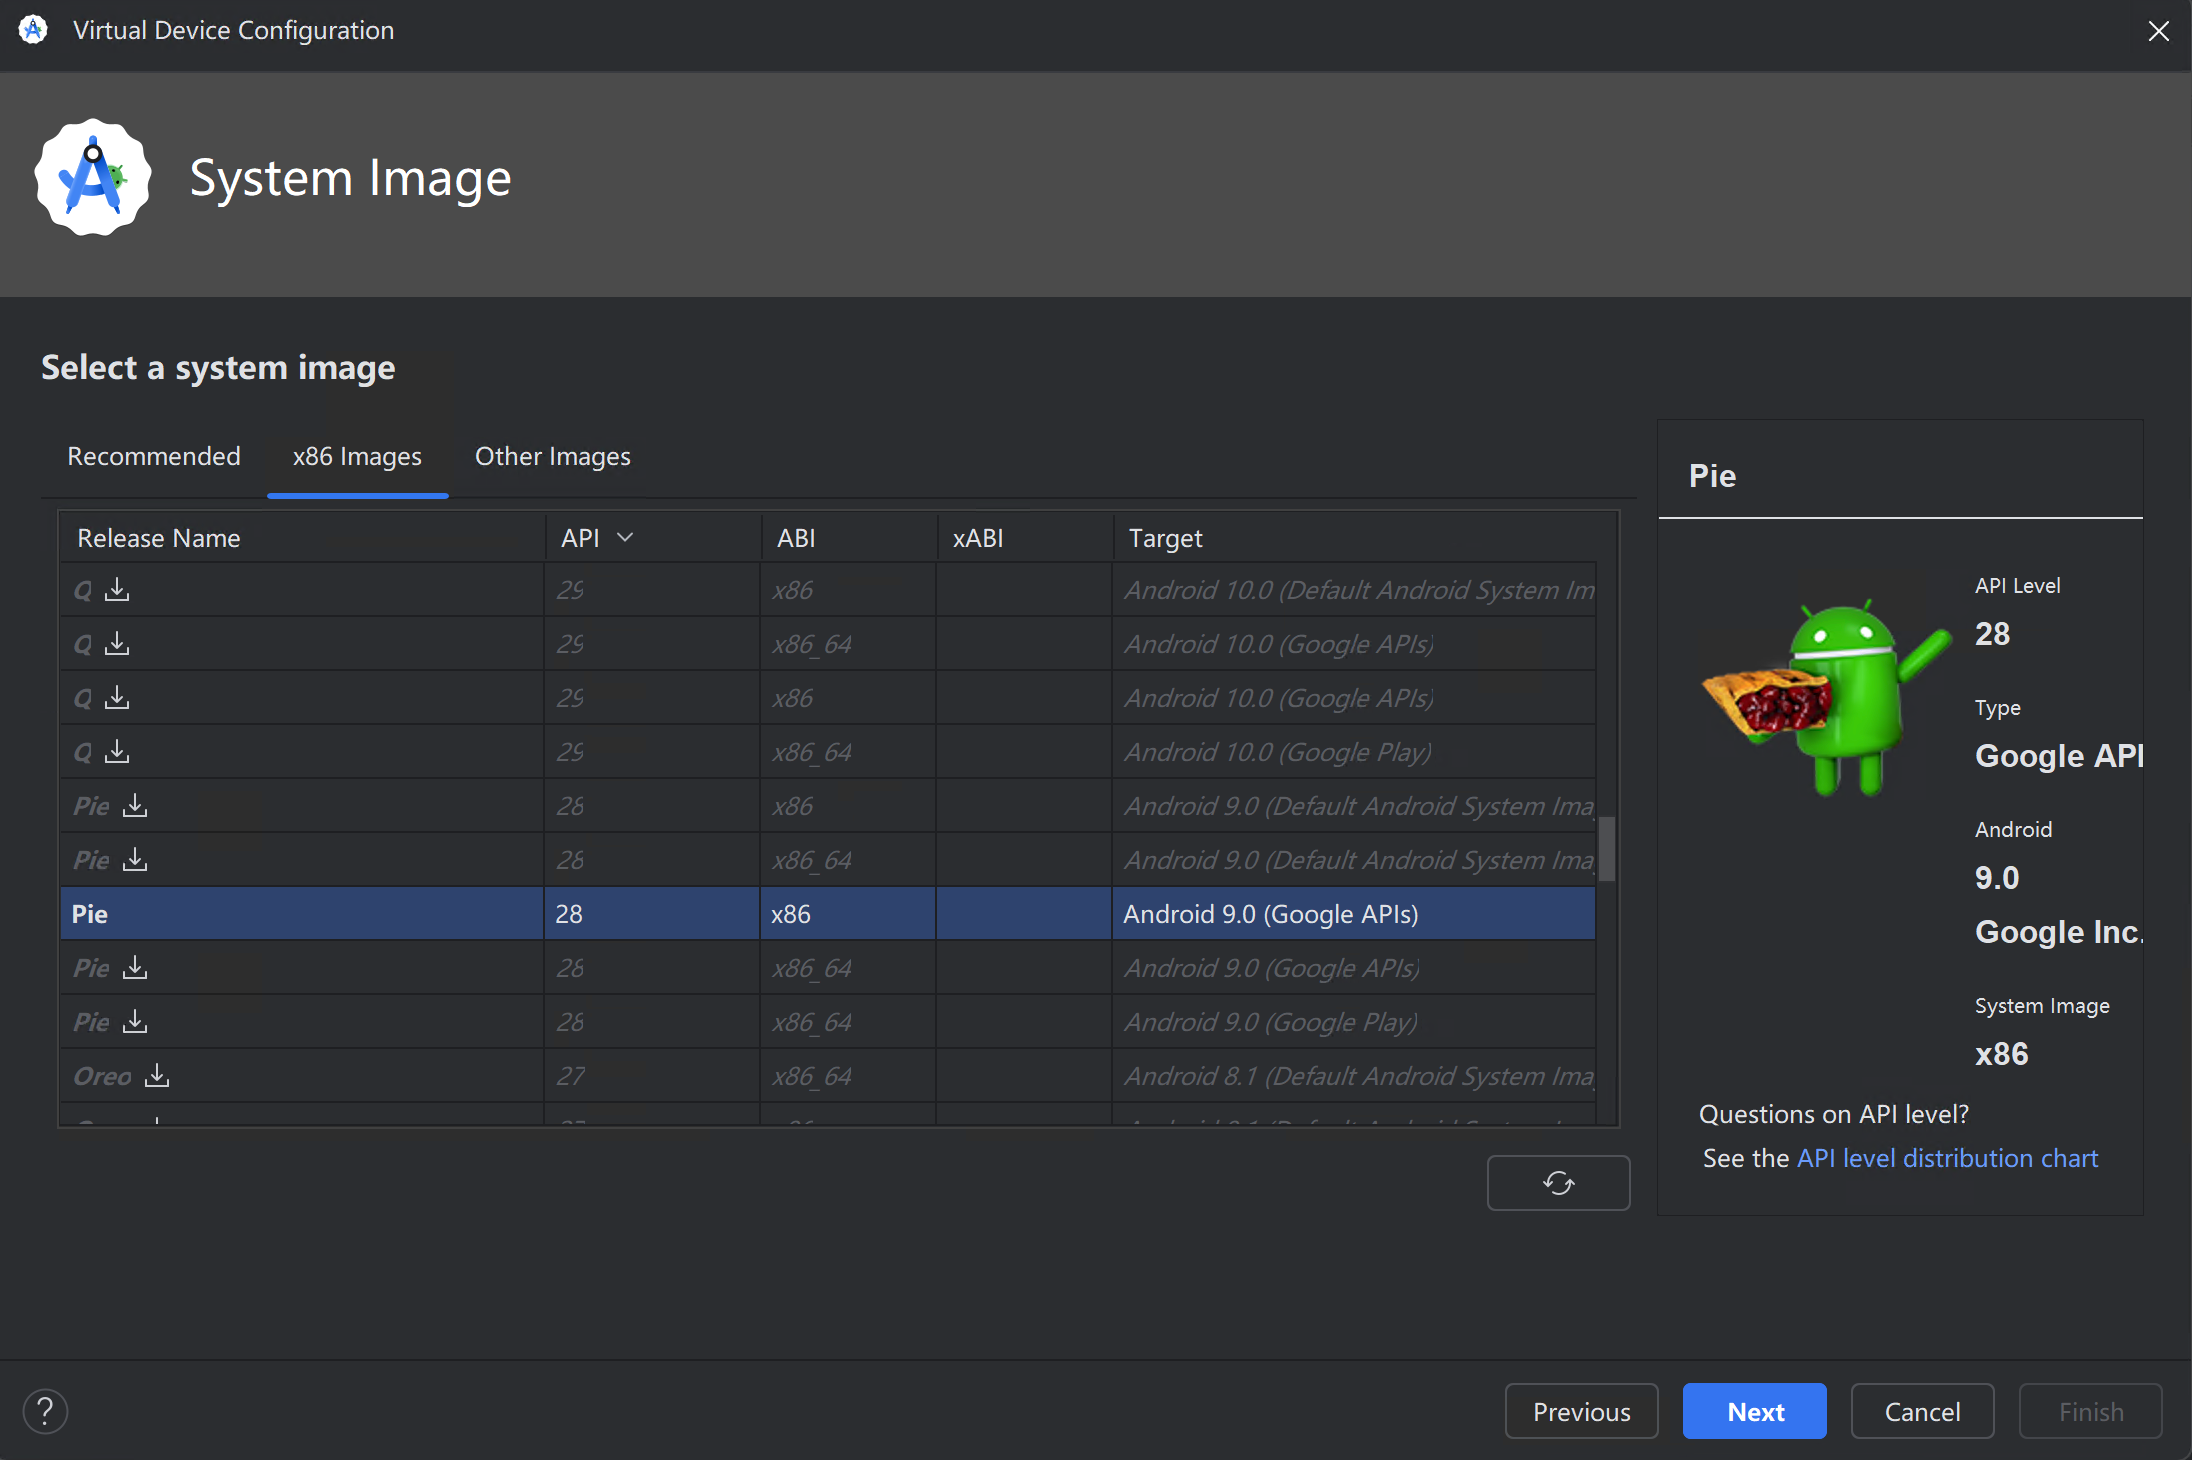 Virtual Device Configuration
System Image
Select a system image
Recommended x86 Images Other Images
Release Name API ABI xABI Target
Q 29 x86 Android 10.0 (Default Android System Im
Q 29 x86_64 Android 10.0 (Google APIs)
Q 29 x86 Android 10.0 (Google APIs)
Q 29 x86_64 Android 10.0 (Google Play)
Pie 28 x86 Android 9.0 (Default Android System Ima
Pie 28 x86_64 Android 9.0 (Default Android System Ima
Pie 28 x86 Android 9.0 (Google APIs)
Pie 28 x86_64 Android 9.0 (Google APIs)
Pie 28 x86_64 Android 9.0 (Google Play)
Oreo 27 x86_64 Android 8.1 (Default Android System Ima
Pie
API Level
28
Type
Google API
Android
9.0
Google Inc.
System Image
x86
Questions on API level?
See the API level distribution chart
? Previous Next Cancel Finish